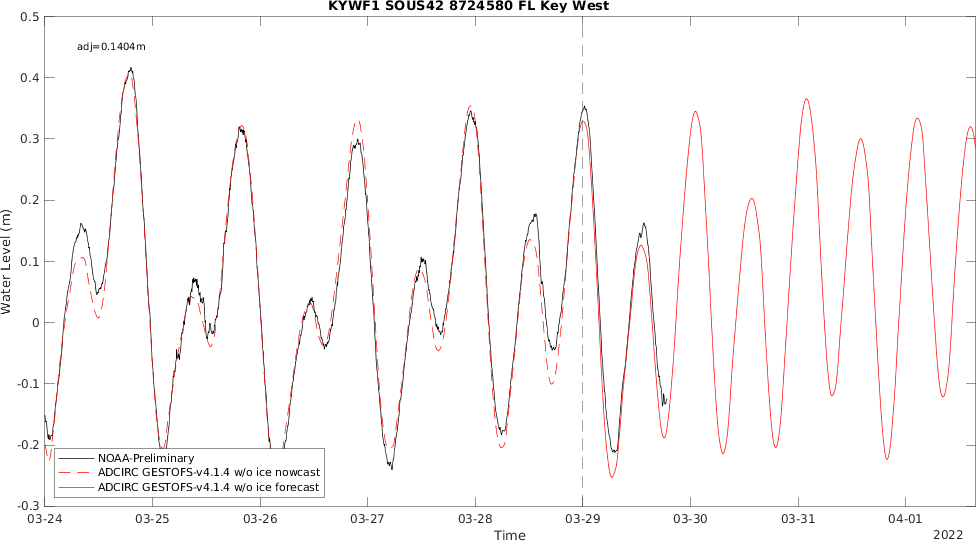 KYWF1 SOUS42 8724580 FL Key West
0.5
adj=0.1404m
0.4
0.3
0.2
0.1
0
-0.1
-0.2
-0.3
Water Level (m)
NOAA-Preliminary
ADCIRC GESTOFS-v4.1.4 w/o ice nowcast
ADCIRC GESTOFS-v4.1.4 w/o ice forecast
03-24 03-25 03-26 03-27 03-28 03-29 03-30 03-31 04-01
Time
2022